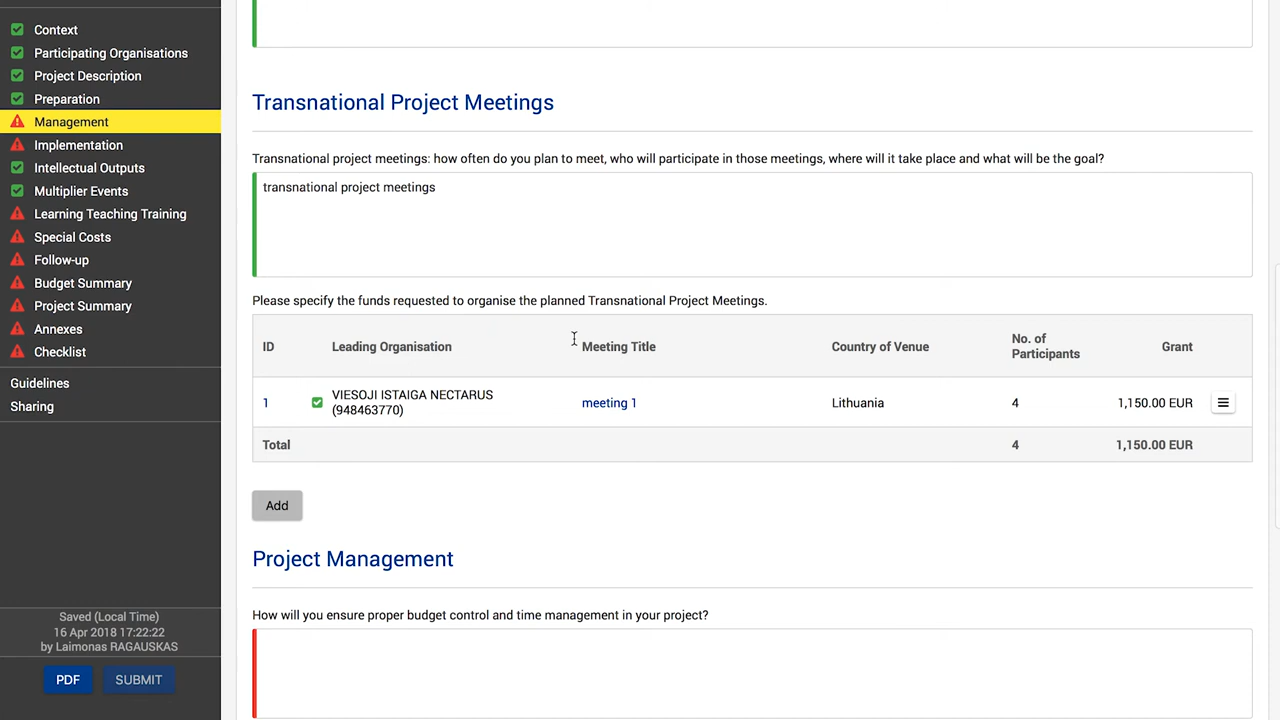 Context
Participating Organisations
Project Description
Preparation
Management
Implementation
Intellectual Outputs
Multiplier Events
Learning Teaching Training
Special Costs
Follow-up
Budget Summary
Project Summary
Annexes
Checklist
Guidelines
Sharing
Saved (Local Time)
16 Apr 2018 17:22:22
by Laimonas RAGAUSKAS
PDF
SUBMIT
Transnational Project Meetings
Transnational project meetings: how often do you plan to meet, who will participate in those meetings, where will it take place and what will be the goal?
transnational project meetings
Please specify the funds requested to organise the planned Transnational Project Meetings.
ID Leading Organisation Meeting Title Country of Venue No. of Participants Grant
1 VIESOJI ISTAIGA NECTARUS (948463770) meeting 1 Lithuania 4 1,150.00 EUR
Total 4 1,150.00 EUR
Add
Project Management
How will you ensure proper budget control and time management in your project?